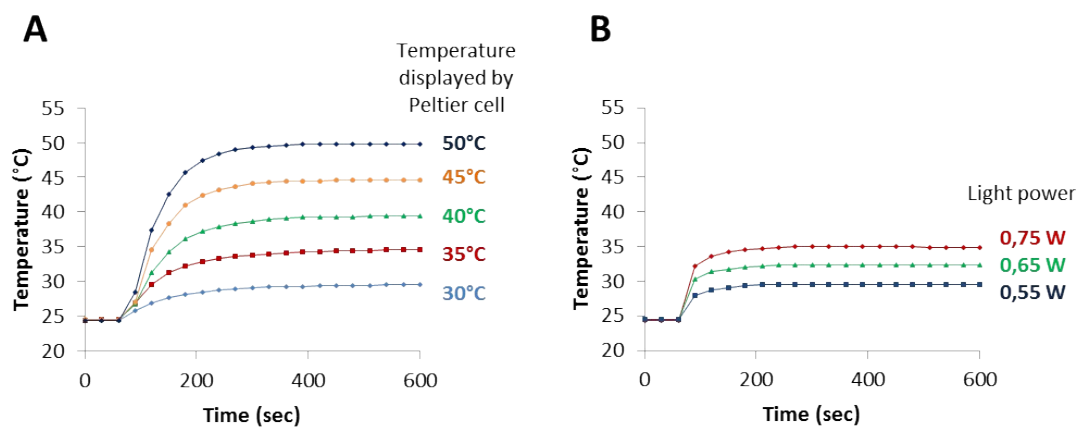 A
Temperature
displayed by
Peltier cell
Temperature (°C)
55
50
45
40
35
30
25
20
50°C
45°C
40°C
35°C
30°C
0
200
400
600
Time (sec)
B
Temperature (°C)
55
50
45
40
35
30
25
20
Light power
0,75 W
0,65 W
0,55 W
0
200
400
600
Time (sec)